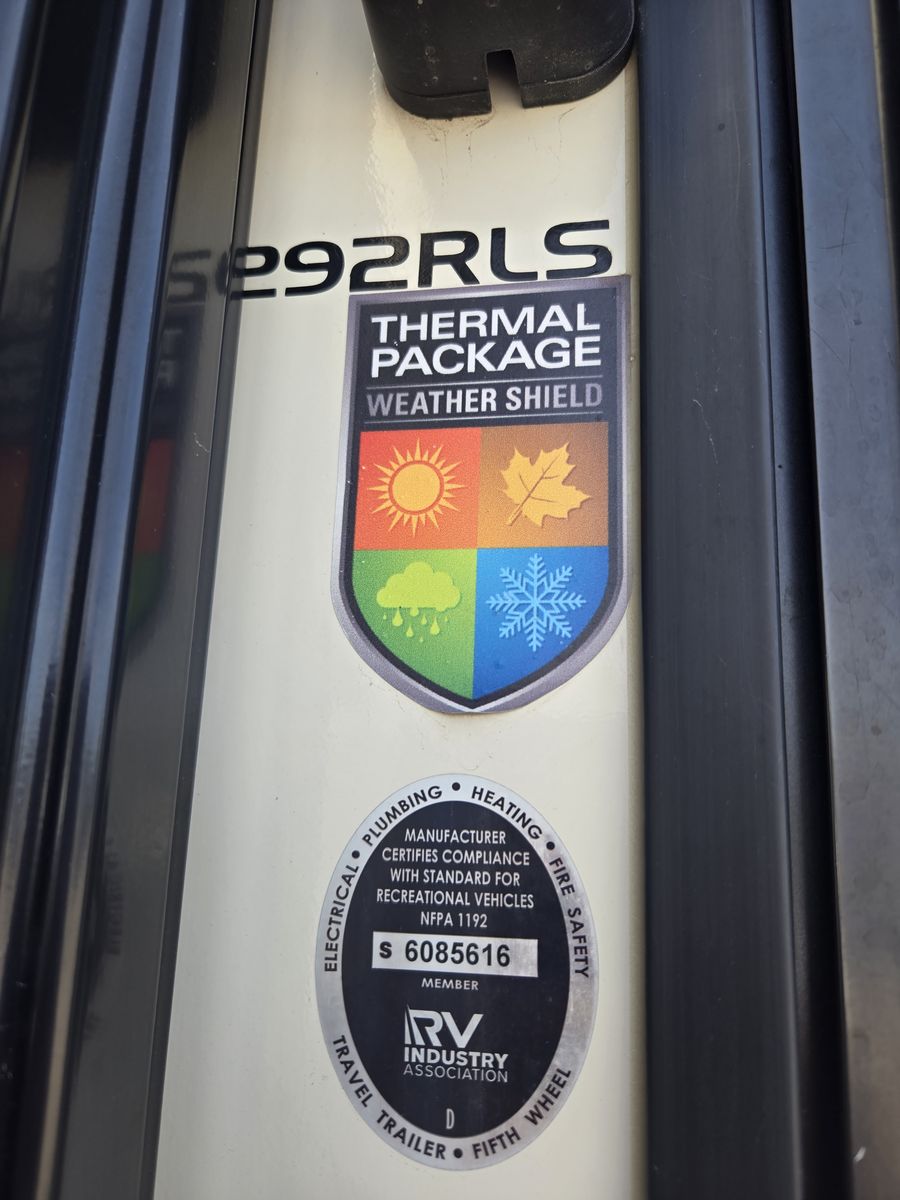 292RLS
THERMAL
PACKAGE
WEATHER SHIELD
ELECTRICAL • PLUMBING • HEATING • FIRE SAFETY
MANUFACTURER
CERTIFIES COMPLIANCE
WITH STANDARD FOR
RECREATIONAL VEHICLES
NFPA 1192
S 6085616
MEMBER
RV
INDUSTRY
ASSOCIATION
D
TRAVEL TRAILER • FIFTH WHEEL